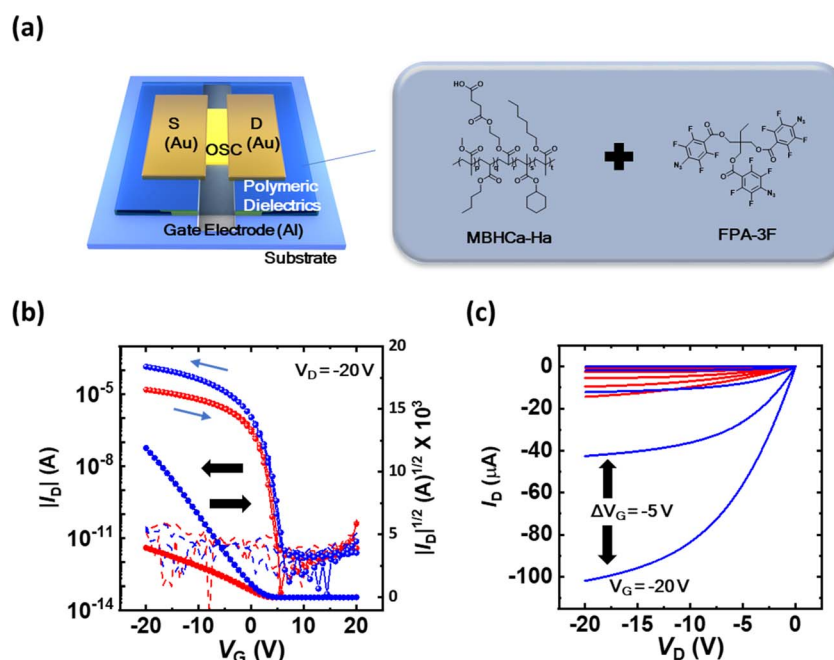 (a)
S
(Au)
D
(Au)
OSC
Polymeric
Dielectrics
Gate Electrode (Al)
Substrate
MBHCa-Ha
FPA-3F
(b)
V_D = -20 V
|I_D| (A)
10^-5
10^-8
10^-11
10^-14
-20 -10 0 10 20
V_G (V)
20
15
10
5
0
|I_D|^1/2 (A)^1/2 X 10^3
(c)
I_D (μA)
0
-20
-40
-60
-80
-100
ΔV_G = -5 V
V_G = -20 V
-20 -15 -10 -5 0
V_D (V)